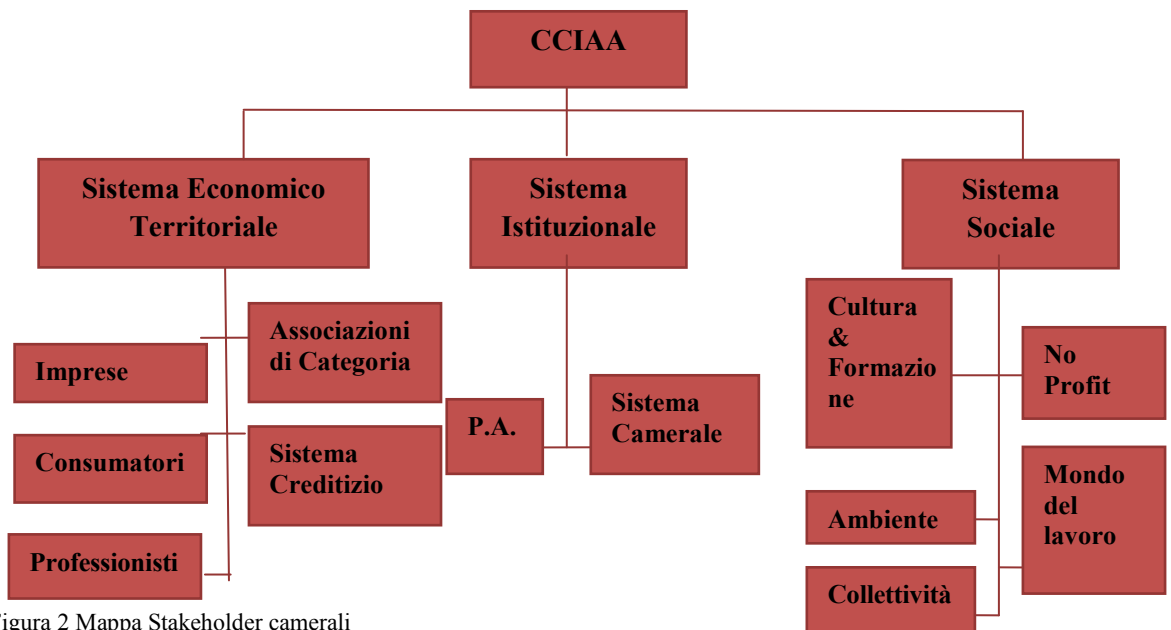 CCIAA
Sistema Economico
Territoriale
Sistema
Istituzionale
Sistema
Sociale
Imprese
Associazioni
di Categoria
Consumatori
Sistema
Creditizio
Professionisti
P.A.
Sistema
Camerale
Cultura
&
Formazio
ne
No
Profit
Ambiente
Mondo
del
lavoro
Collettività
igura 2 Mappa Stakeholder camerali